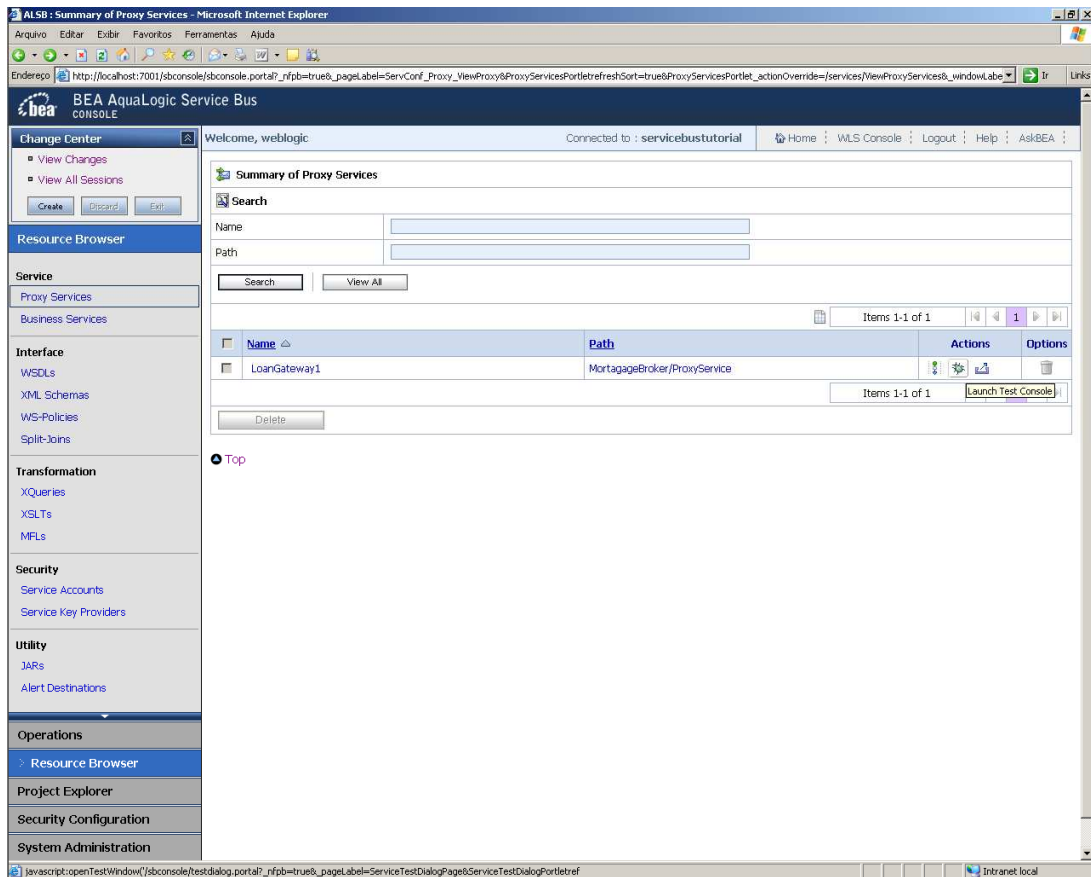 ALSB : Summary of Proxy Services - Microsoft Internet Explorer
Arquivo Editar Exibir Favoritos Ferramentas Ajuda
Endereço http://localhost:7001/sbconsole/sbconsole.portal?_nfpb=true&_pageLabel=ServConf_Proxy_ViewProxy&ProxyServicesPortletrefreshSort=true&ProxyServicesPortlet_actionOverride=/services/ViewProxyServices&_windowLabe Ir Links
bea BEA AquaLogic Service Bus
CONSOLE
Change Center
View Changes
View All Sessions
Create Discard Exit
Welcome, weblogic Connected to : servicebustutorial Home WLS Console Logout Help AskBEA
Resource Browser
Service
Proxy Services
Business Services
Interface
WSDLs
XML Schemas
WS-Policies
Split-Joins
Transformation
XQueries
XSLTs
MFLs
Security
Service Accounts
Service Key Providers
Utility
JARs
Alert Destinations
Operations
Resource Browser
Project Explorer
Security Configuration
System Administration
Summary of Proxy Services
Search
Name
Path
Search View All
Items 1-1 of 1 1
Name Path Actions Options
LoanGateway1 MortagageBroker/ProxyService
Items 1-1 of 1 Launch Test Console
Delete
Top
javascript:openTestWindow('/sbconsole/testdialog.portal?_nfpb=true&_pageLabel=ServiceTestDialogPage&ServiceTestDialogPortletref Intranet local